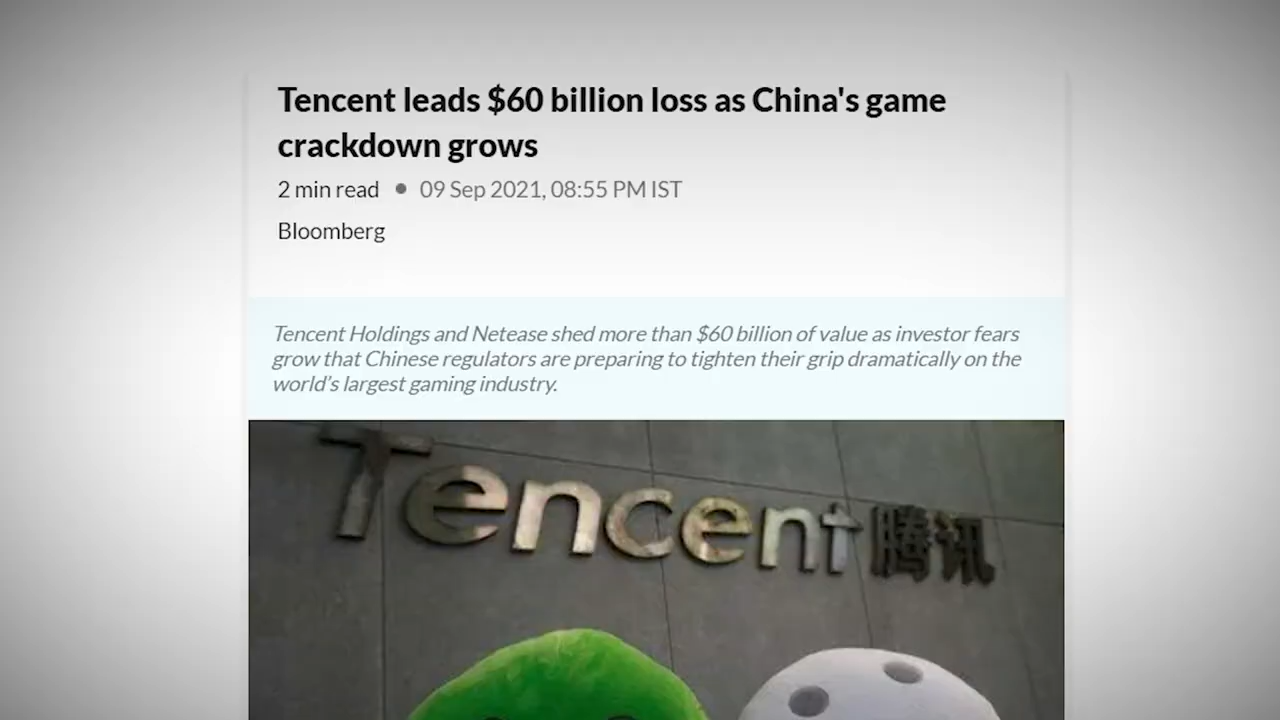 Tencent leads $60 billion loss as China's game
crackdown grows
2 min read • 09 Sep 2021, 08:55 PM IST
Bloomberg
Tencent Holdings and Netease shed more than $60 billion of value as investor fears
grow that Chinese regulators are preparing to tighten their grip dramatically on the
world’s largest gaming industry.
Tencent 腾讯